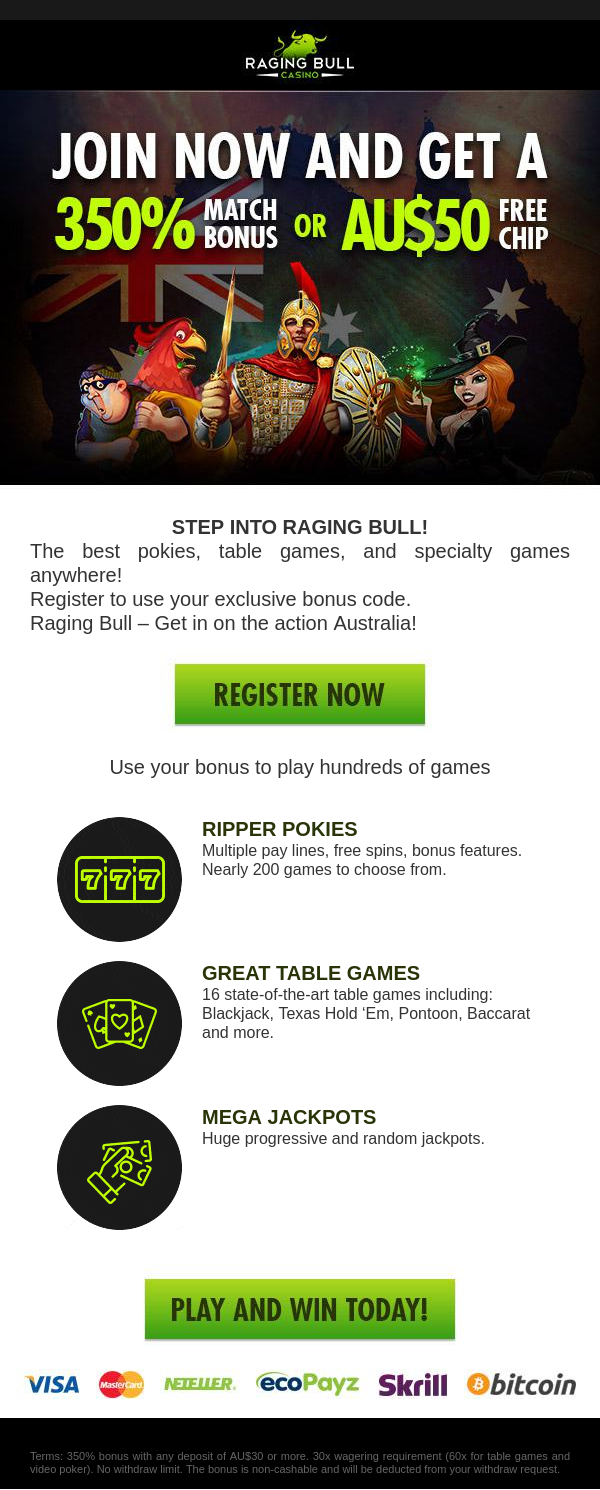 RAGING BULL
CASINO
JOIN NOW AND GET A
350% MATCH BONUS OR AU$50 FREE CHIP
STEP INTO RAGING BULL!
The best pokies, table games, and specialty games
anywhere!
Register to use your exclusive bonus code.
Raging Bull – Get in on the action Australia!
REGISTER NOW
Use your bonus to play hundreds of games
777
RIPPER POKIES
Multiple pay lines, free spins, bonus features.
Nearly 200 games to choose from.
GREAT TABLE GAMES
16 state-of-the-art table games including:
Blackjack, Texas Hold ‘Em, Pontoon, Baccarat
and more.
MEGA JACKPOTS
Huge progressive and random jackpots.
PLAY AND WIN TODAY!
VISA MasterCard NETELLER ecoPayz Skrill bitcoin
Terms: 350% bonus with any deposit of AU$30 or more. 30x wagering requirement (60x for table games and
video poker). No withdraw limit. The bonus is non-cashable and will be deducted from your withdraw request.